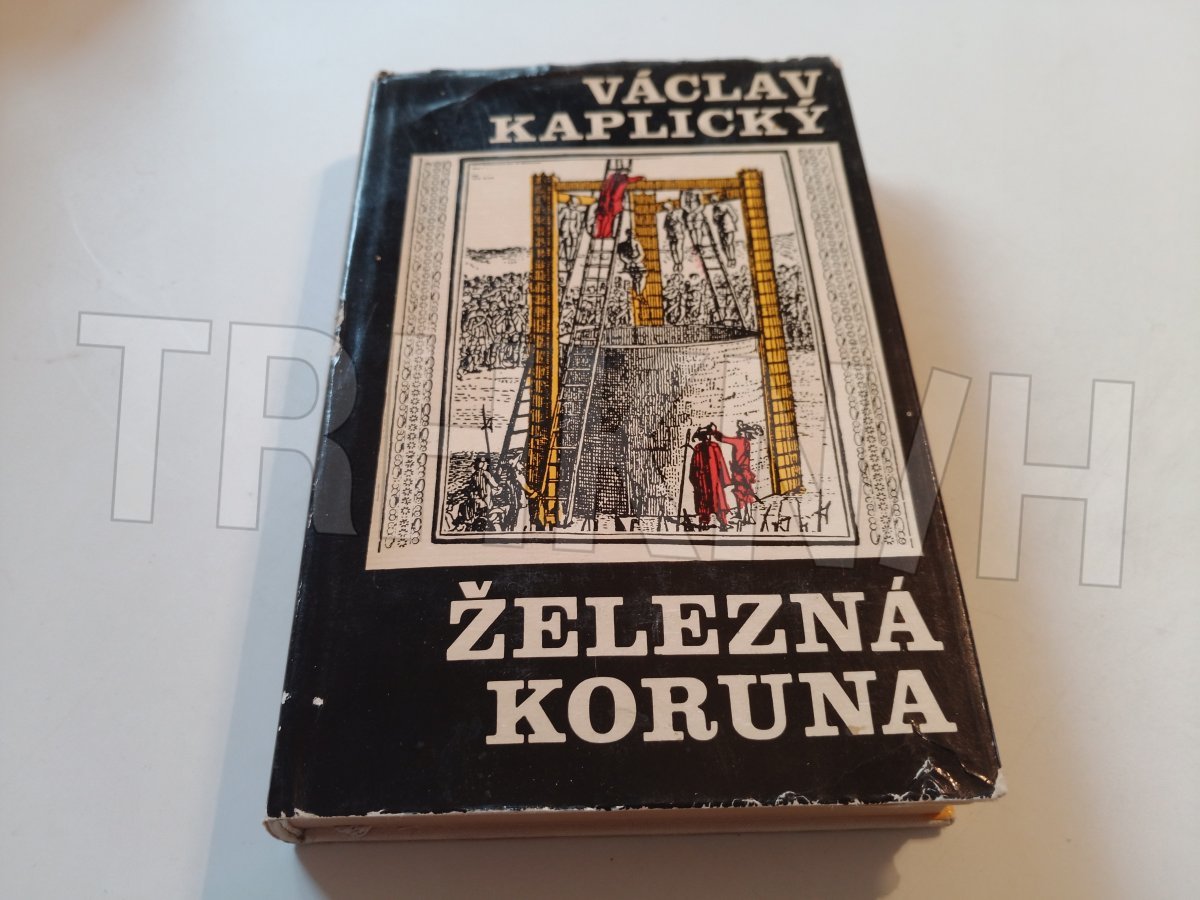 VÁCLAV
KAPLICKÝ
ŽELEZNÁ
KORUNA